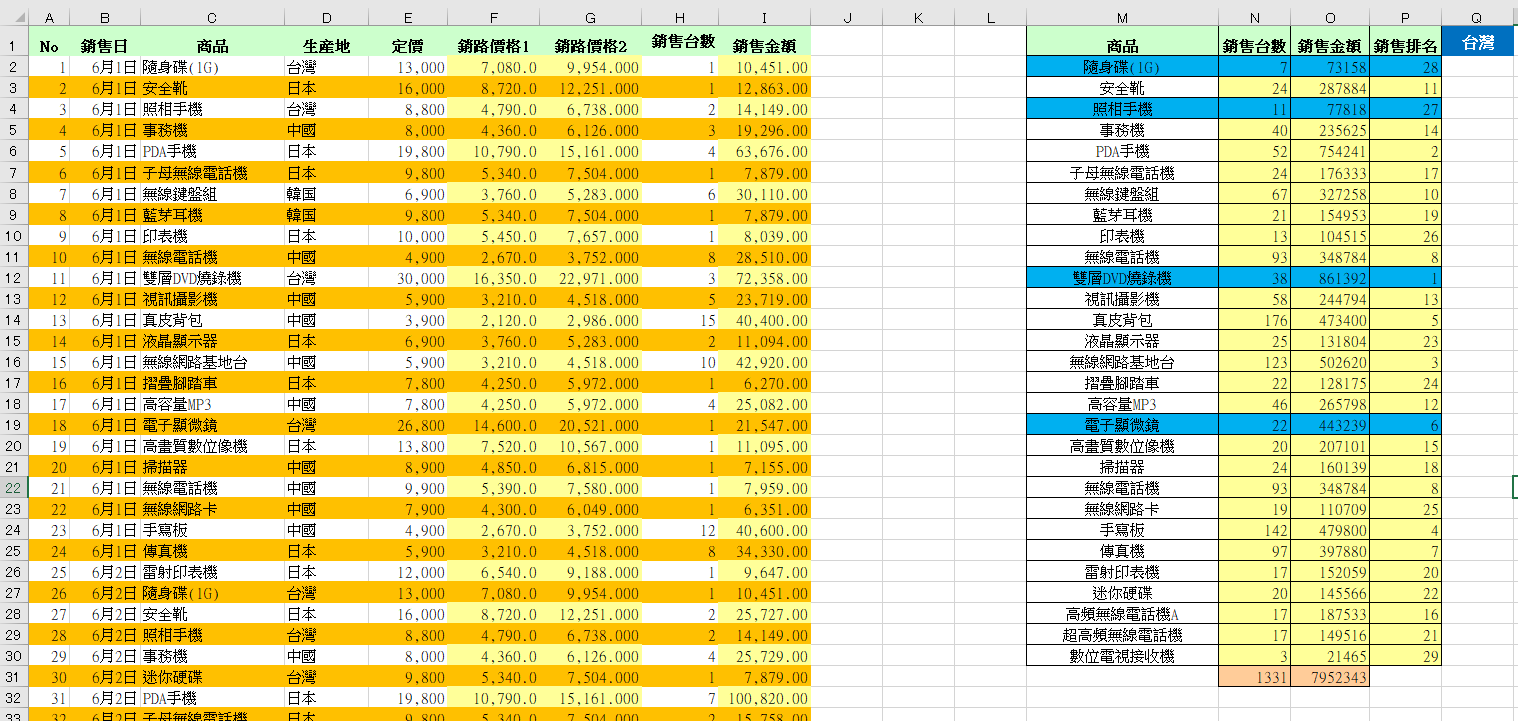 A B C D E F G H I J K L M N O P Q
1 No 銷售日 商品 生産地 定價 銷路價格1 銷路價格2 銷售台數 銷售金額 商品 銷售台數 銷售金額 銷售排名 台灣
2 1 6月1日 隨身碟(1G) 台灣 13,000 7,080.0 9,954.000 1 10,451.00 隨身碟(1G) 7 73158 28
3 2 6月1日 安全靴 日本 16,000 8,720.0 12,251.000 1 12,863.00 安全靴 24 287884 11
4 3 6月1日 照相手機 台灣 8,800 4,790.0 6,738.000 2 14,149.00 照相手機 11 77818 27
5 4 6月1日 事務機 中國 8,000 4,360.0 6,126.000 3 19,296.00 事務機 40 235625 14
6 5 6月1日 PDA手機 日本 19,800 10,790.0 15,161.000 4 63,676.00 PDA手機 52 754241 2
7 6 6月1日 子母無線電話機 日本 9,800 5,340.0 7,504.000 1 7,879.00 子母無線電話機 24 176333 17
8 7 6月1日 無線鍵盤組 韓国 6,900 3,760.0 5,283.000 6 30,110.00 無線鍵盤組 67 327258 10
9 8 6月1日 藍芽耳機 韓国 9,800 5,340.0 7,504.000 1 7,879.00 藍芽耳機 21 154953 19
10 9 6月1日 印表機 日本 10,000 5,450.0 7,657.000 1 8,039.00 印表機 13 104515 26
11 10 6月1日 無線電話機 中國 4,900 2,670.0 3,752.000 8 28,510.00 無線電話機 93 348784 8
12 11 6月1日 雙層DVD燒錄機 台灣 30,000 16,350.0 22,971.000 3 72,358.00 雙層DVD燒錄機 38 861392 1
13 12 6月1日 視訊攝影機 中國 5,900 3,210.0 4,518.000 5 23,719.00 視訊攝影機 58 244794 13
14 13 6月1日 真皮背包 中國 3,900 2,120.0 2,986.000 15 40,400.00 真皮背包 176 473400 5
15 14 6月1日 液晶顯示器 日本 6,900 3,760.0 5,283.000 2 11,094.00 液晶顯示器 25 131804 23
16 15 6月1日 無線網路基地台 中國 5,900 3,210.0 4,518.000 10 42,920.00 無線網路基地台 123 502620 3
17 16 6月1日 摺疊腳踏車 日本 7,800 4,250.0 5,972.000 1 6,270.00 摺疊腳踏車 22 128175 24
18 17 6月1日 高容量MP3 中國 7,800 4,250.0 5,972.000 4 25,082.00 高容量MP3 46 265798 12
19 18 6月1日 電子顯微鏡 台灣 26,800 14,600.0 20,521.000 1 21,547.00 電子顯微鏡 22 443239 6
20 19 6月1日 高畫質數位像機 日本 13,800 7,520.0 10,567.000 1 11,095.00 高畫質數位像機 20 207101 15
21 20 6月1日 掃描器 中國 8,900 4,850.0 6,815.000 1 7,155.00 掃描器 24 160139 18
22 21 6月1日 無線電話機 中國 9,900 5,390.0 7,580.000 1 7,959.00 無線電話機 93 348784 8
23 22 6月1日 無線網路卡 中國 7,900 4,300.0 6,049.000 1 6,351.00 無線網路卡 19 110709 25
24 23 6月1日 手寫板 中國 4,900 2,670.0 3,752.000 12 40,600.00 手寫板 142 479800 4
25 24 6月1日 傳真機 日本 5,900 3,210.0 4,518.000 8 34,330.00 傳真機 97 397880 7
26 25 6月2日 雷射印表機 日本 12,000 6,540.0 9,188.000 1 9,647.00 雷射印表機 17 152059 20
27 26 6月2日 隨身碟(1G) 台灣 13,000 7,080.0 9,954.000 1 10,451.00 迷你硬碟 20 145566 22
28 27 6月2日 安全靴 日本 16,000 8,720.0 12,251.000 2 25,727.00 高頻無線電話機A 17 187533 16
29 28 6月2日 照相手機 台灣 8,800 4,790.0 6,738.000 2 14,149.00 超高頻無線電話機 17 149516 21
30 29 6月2日 事務機 中國 8,000 4,360.0 6,126.000 4 25,729.00 數位電視接收機 3 21465 29
31 30 6月2日 迷你硬碟 台灣 9,800 5,340.0 7,504.000 1 7,879.00 1331 7952343
32 31 6月2日 PDA手機 日本 19,800 10,790.0 15,161.000 7 100,820.00
33 32 6月2日 子母無線電話機 日本 9,800 5,340.0 7,504.000 2 15,758.00